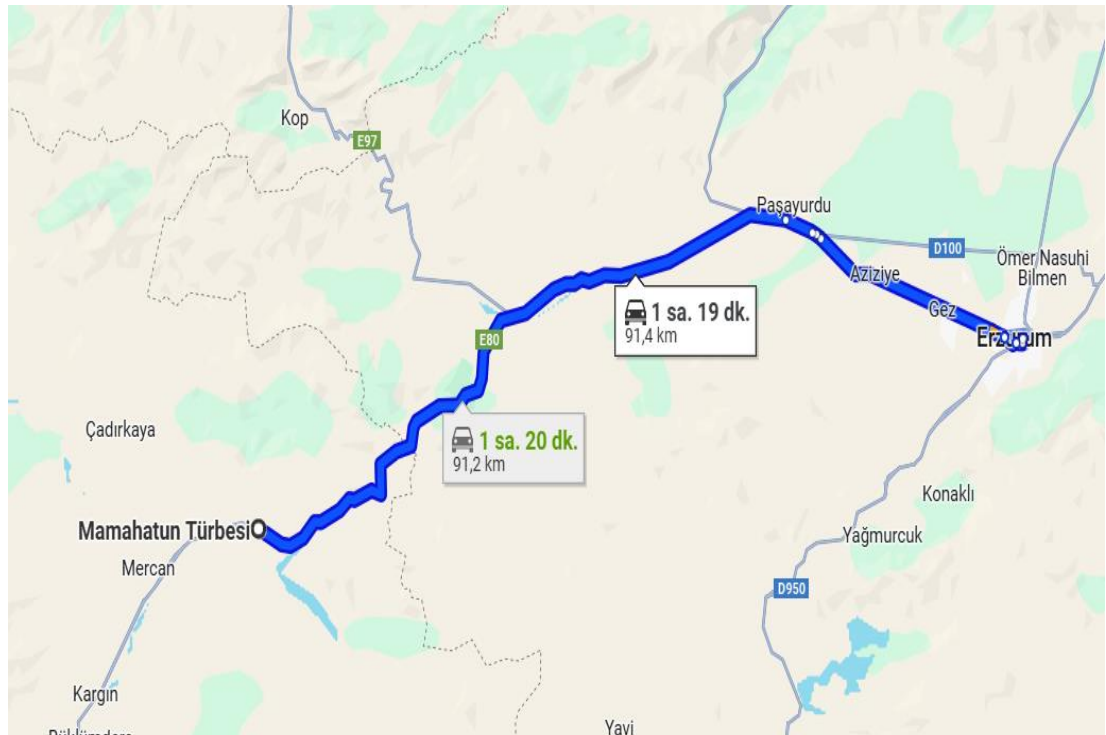 Kop
E97
Paşayurdu
D100
Ömer Nasuhi
Bilmen
Aziziye
Gez
1 sa. 19 dk.
91,4 km
Erzurum
E80
1 sa. 20 dk.
91,2 km
Çadırkaya
Konaklı
Mamahatun Türbesi
Yağmurcuk
Mercan
D950
Kargın
Yavi